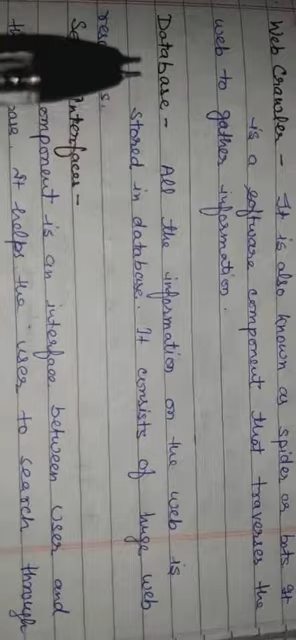 Web Crawler - It is also known as spider or bots. It
is a software component that traverses the
web to gather information.
Database - All the information on the web is
stored in database. It consists of huge web
Interfaces -
component is an interface between user and
It helps the user to search through